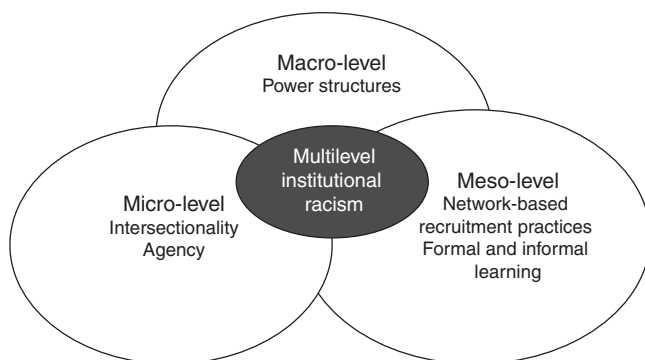 Macro-level
Power structures
Multilevel
institutional
racism
Micro-level
Intersectionality
Agency
Meso-level
Network-based
recruitment practices
Formal and informal
learning